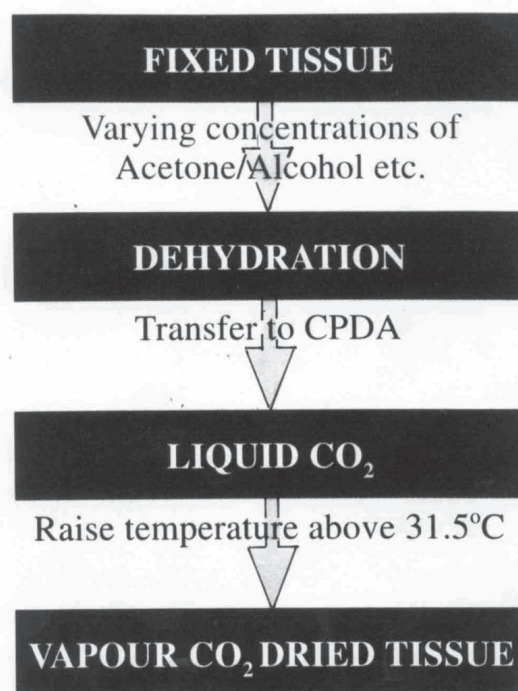 FIXED TISSUE
Varying concentrations of
Acetone/Alcohol etc.
DEHYDRATION
Transfer to CPDA
LIQUID CO₂
Raise temperature above 31.5°C
VAPOUR CO₂ DRIED TISSUE